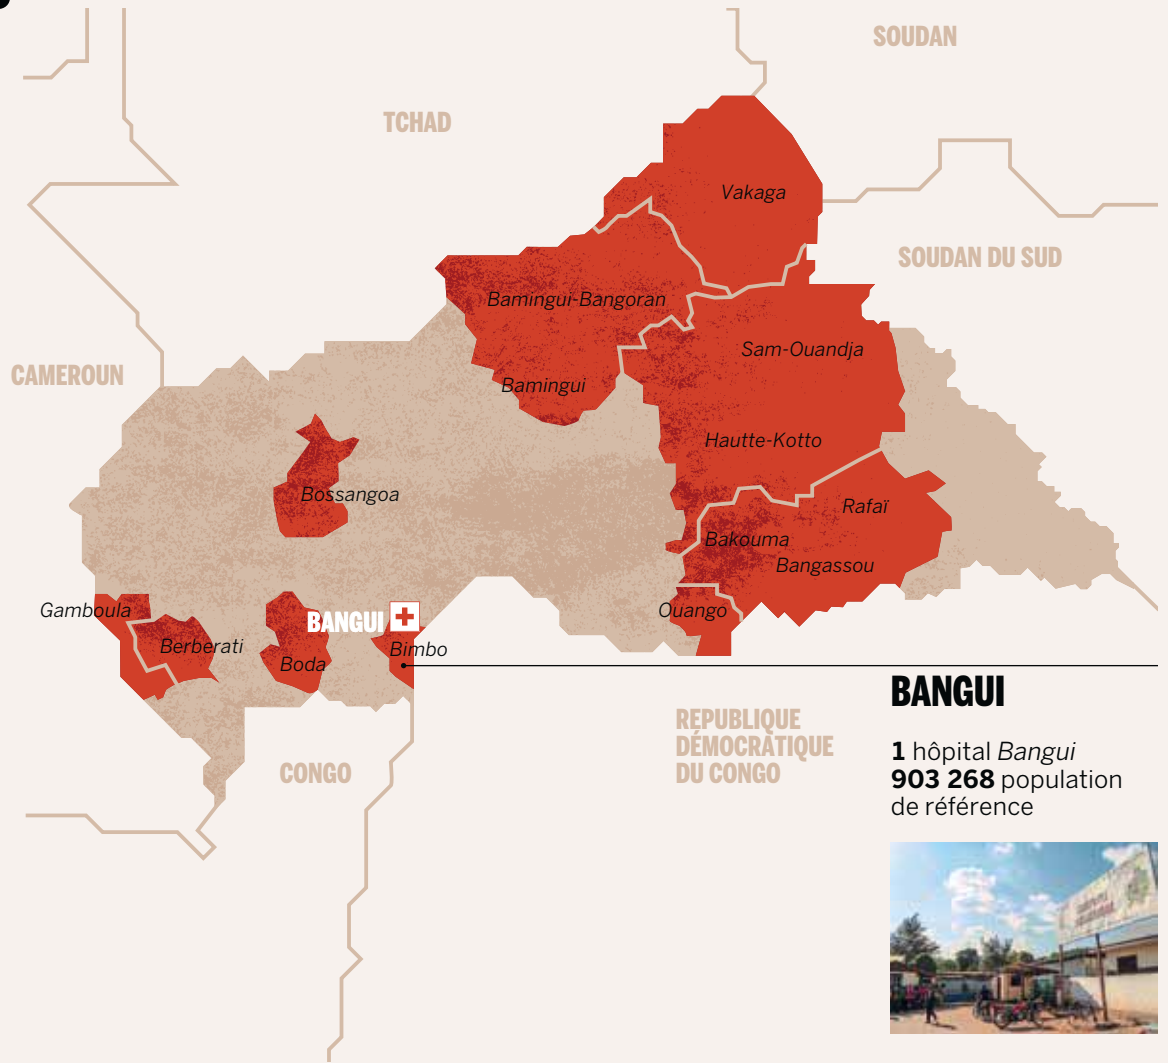 SOUDAN
TCHAD
Vakaga
SOUDAN DU SUD
Bamingui-Bangoran
Sam-Ouandja
CAMEROUN
Bamingui
Hautte-Kotto
Bossangoa
Rafaï
Bakouma
Bangassou
Gamboula
Ouango
BANGUI
Berberati
Bimbo
Boda
BANGUI
REPUBLIQUE
DÉMOCRATIQUE
DU CONGO
CONGO
1 hôpital Bangui
903 268 population
de référence